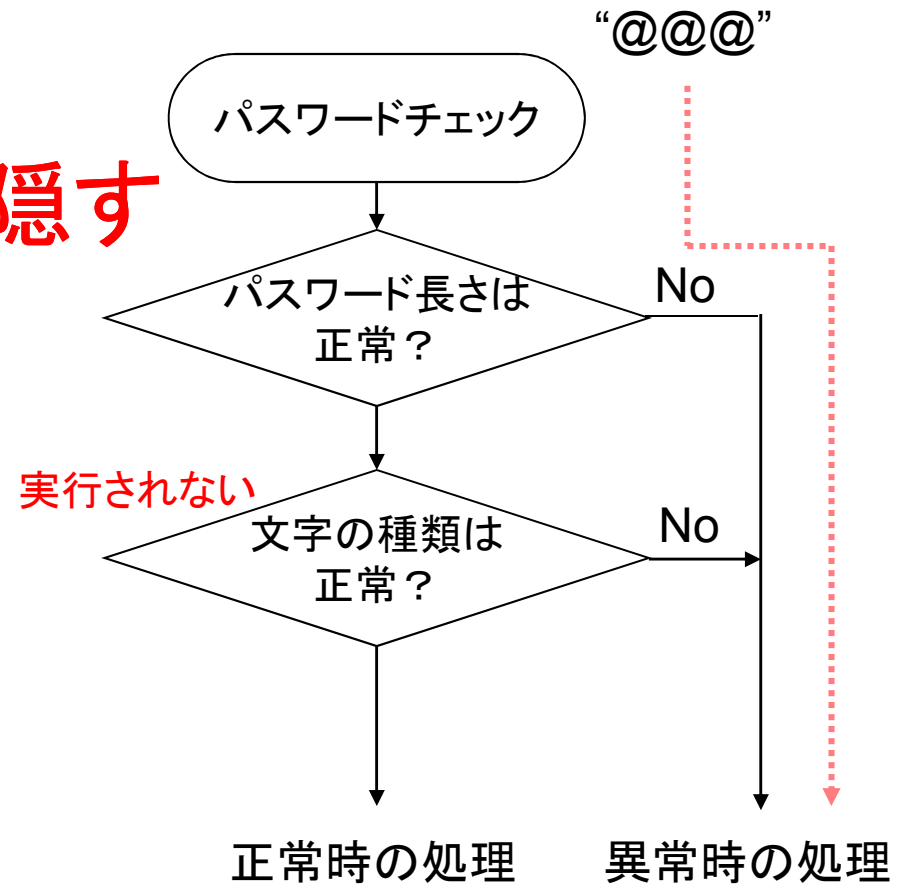 “@@@”
パスワードチェック
隠す
パスワード長さは
正常？
No
実行されない
文字の種類は
正常？
No
正常時の処理
異常時の処理